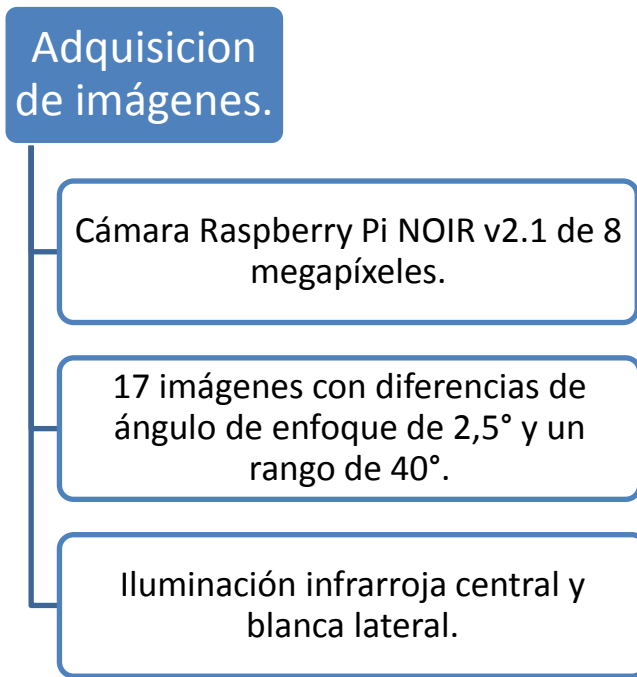 Adquisicion
de imágenes.
Cámara Raspberry Pi NOIR v2.1 de 8
megapíxeles.
17 imágenes con diferencias de
ángulo de enfoque de 2,5° y un
rango de 40°.
Iluminación infrarroja central y
blanca lateral.